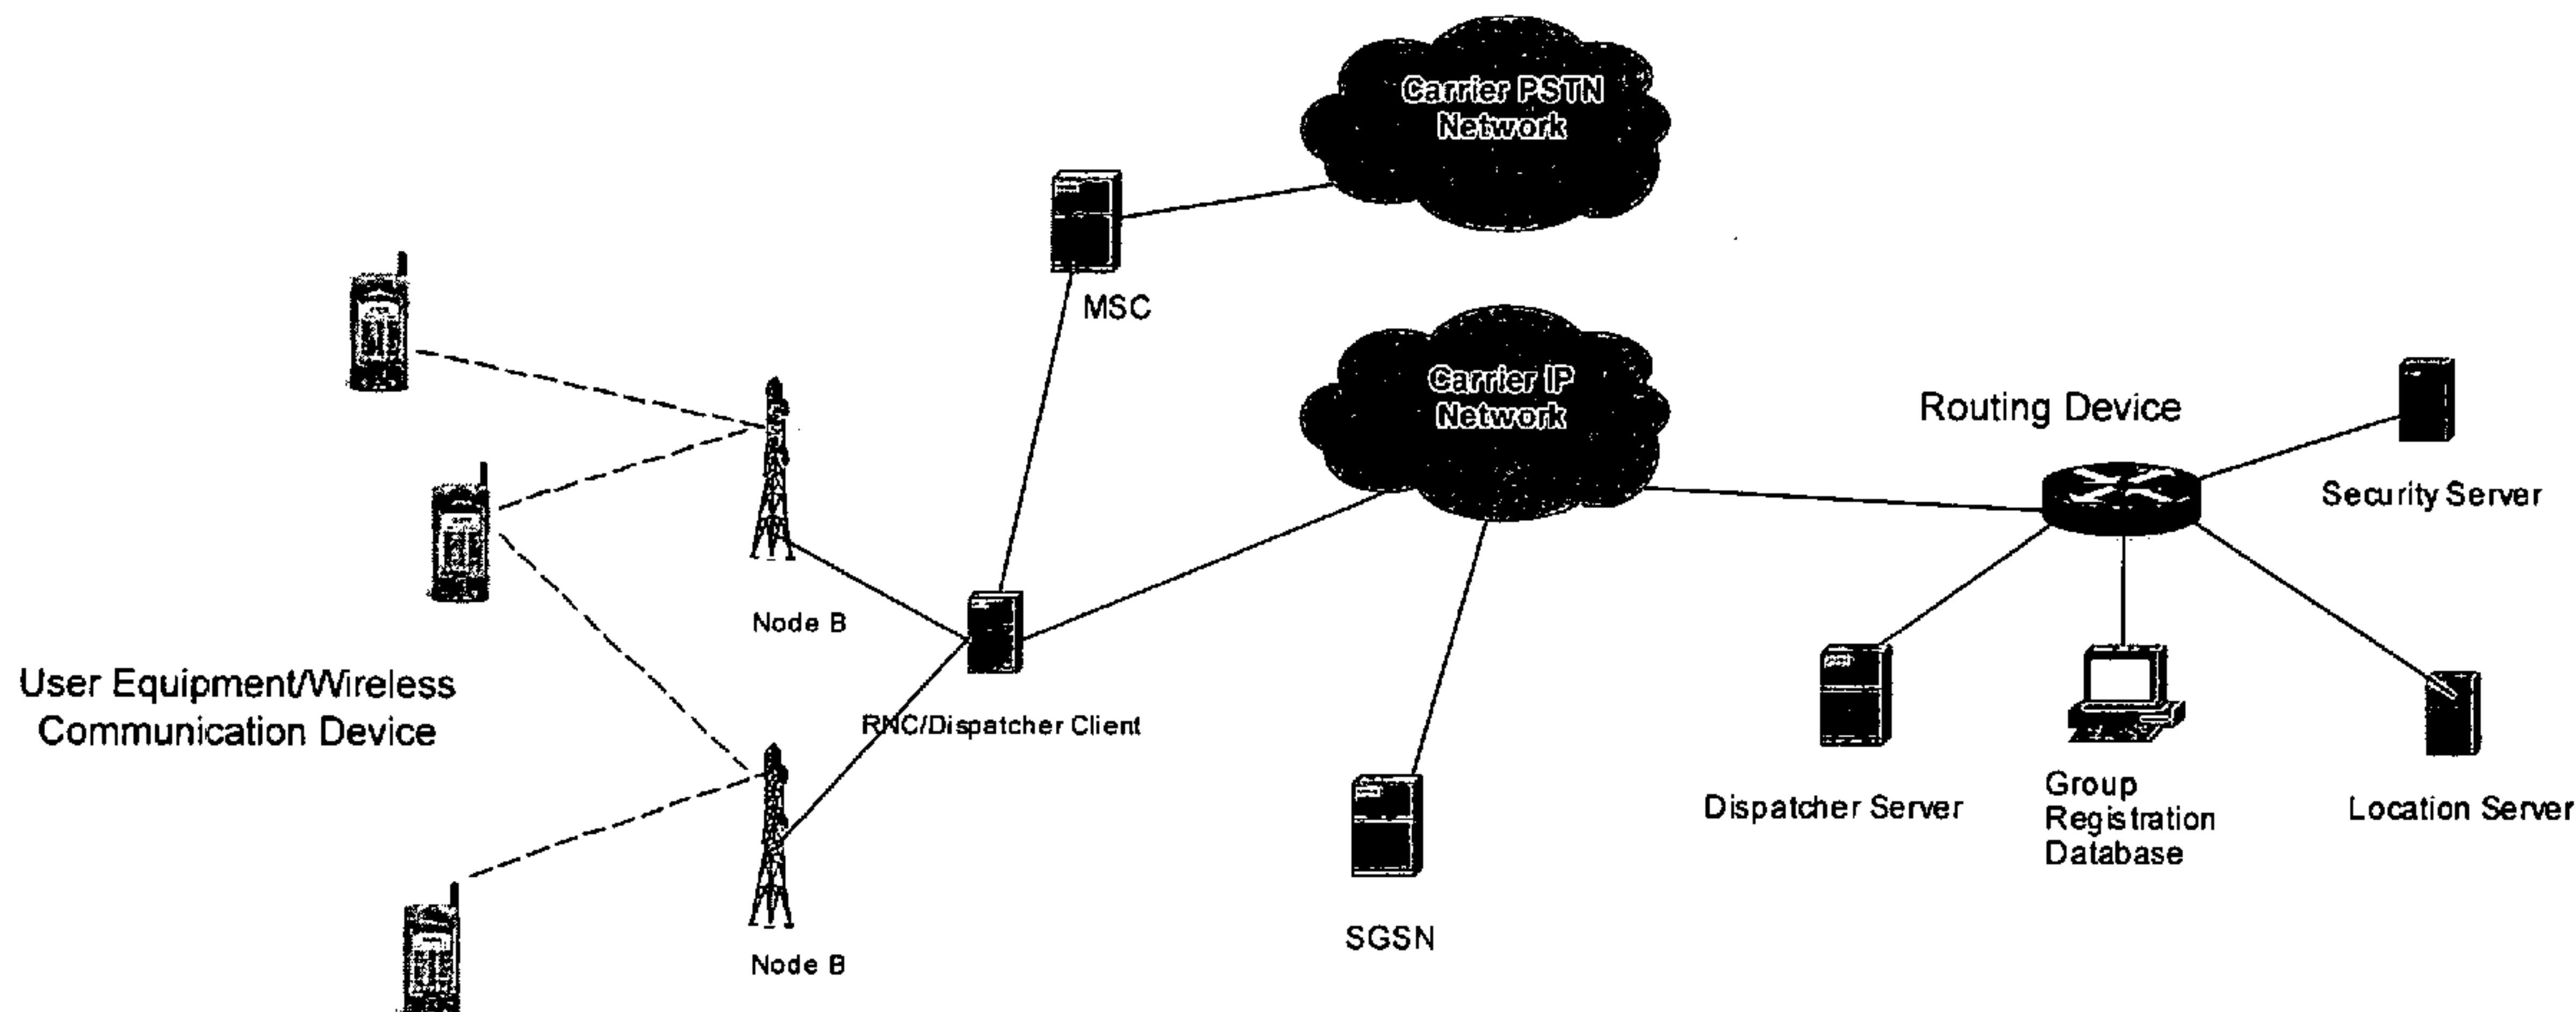 Carrier PSTN
Network
MSC
Carrier IP
Network
Routing Device
Security Server
Node B
User Equipment/Wireless
Communication Device
RNC/Dispatcher Client
Dispatcher Server
Group
Registration
Database
Location Server
SGSN
Node B